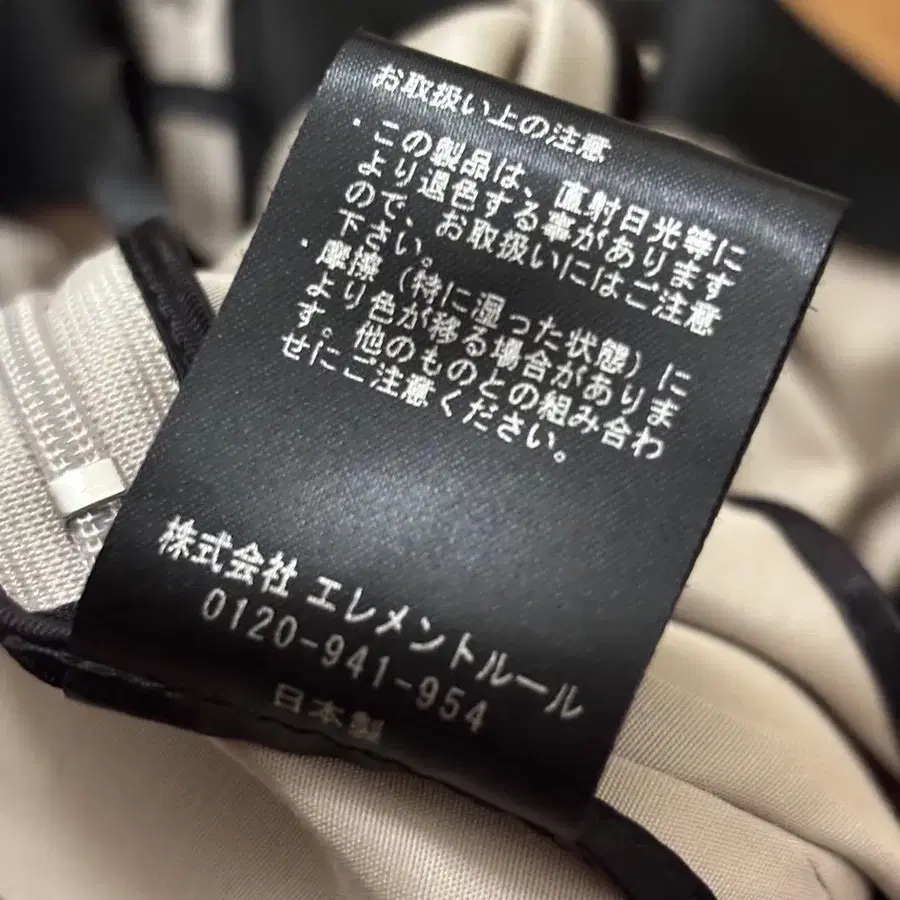 お取扱い上の注意
・この製品は、直射日光等に
より退色する事があります
ので、お取扱いにはご注意
下さい。
・摩擦（特に湿った状態）に
より色が移る場合がありま
す。他のものとの組み合わ
せにご注意ください。
株式会社 エレメントルール
0120-941-954
日本製